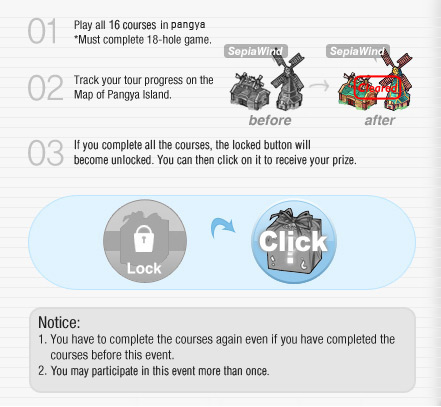 01 Play all 16 courses in pangya
*Must complete 18-hole game.
SepiaWind SepiaWind
02 Track your tour progress on the
Map of Pangya Island.
Cleared
before after
03 If you complete all the courses, the locked button will
become unlocked. You can then click on it to receive your prize.
Lock
Click
Notice:
1. You have to complete the courses again even if you have completed the
courses before this event.
2. You may participate in this event more than once.